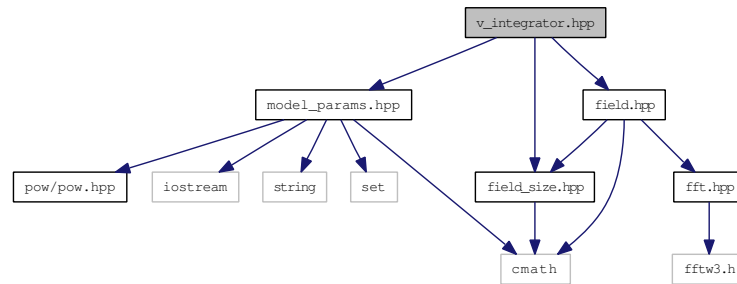 v_integrator.hpp
model_params.hpp
field.hpp
pow/pow.hpp
iostream
string
set
field_size.hpp
fft.hpp
cmath
fftw3.h